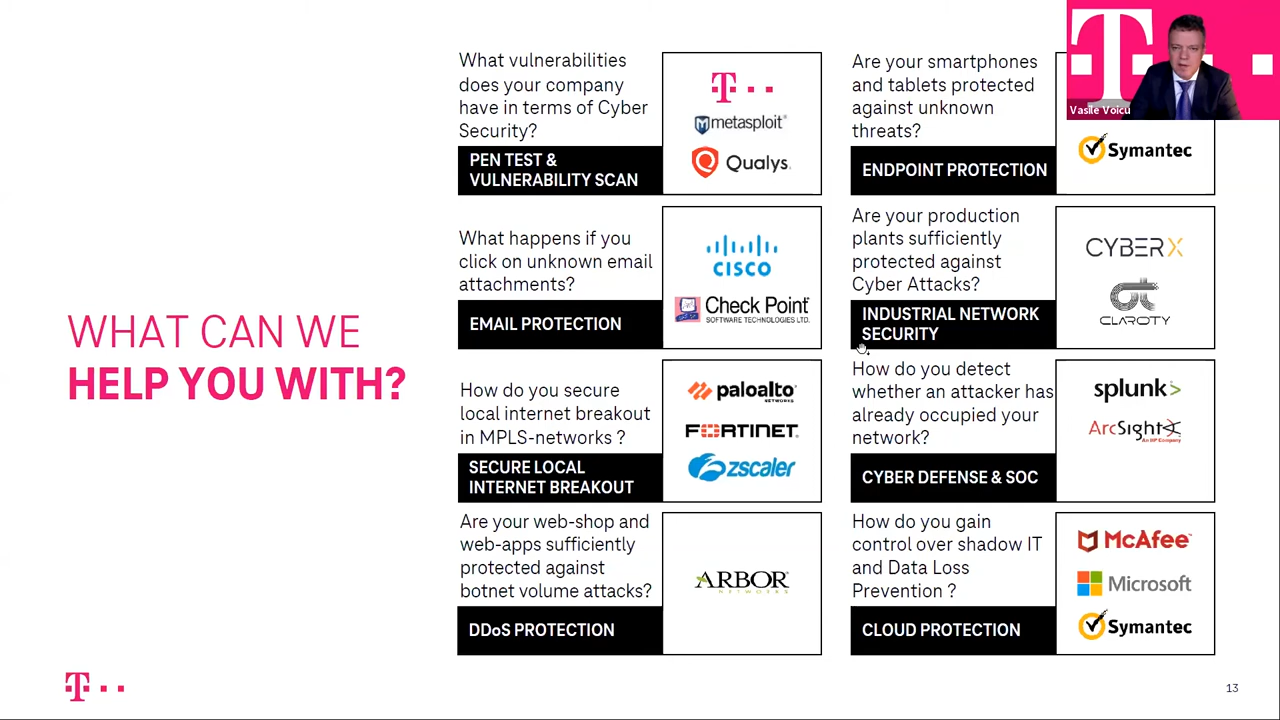 Vasile Voicu
WHAT CAN WE
HELP YOU WITH?
What vulnerabilities
does your company
have in terms of Cyber
Security?
PEN TEST &
VULNERABILITY SCAN
T
metasploit®
Qualys.
Are your smartphones
and tablets protected
against unknown
threats?
ENDPOINT PROTECTION
Symantec
What happens if you
click on unknown email
attachments?
EMAIL PROTECTION
CISCO
Check Point
SOFTWARE TECHNOLOGIES LTD.
Are your production
plants sufficiently
protected against
Cyber Attacks?
INDUSTRIAL NETWORK
SECURITY
CYBERX
CLAROTY
How do you secure
local internet breakout
in MPLS-networks ?
SECURE LOCAL
INTERNET BREAKOUT
paloalto
NETWORKS
FORTINET
zscaler
How do you detect
whether an attacker has
already occupied your
network?
CYBER DEFENSE & SOC
splunk>
ArcSight
An HP Company
Are your web-shop and
web-apps sufficiently
protected against
botnet volume attacks?
DDoS PROTECTION
ARBOR
NETWORKS
How do you gain
control over shadow IT
and Data Loss
Prevention ?
CLOUD PROTECTION
McAfee
Microsoft
Symantec
T
13